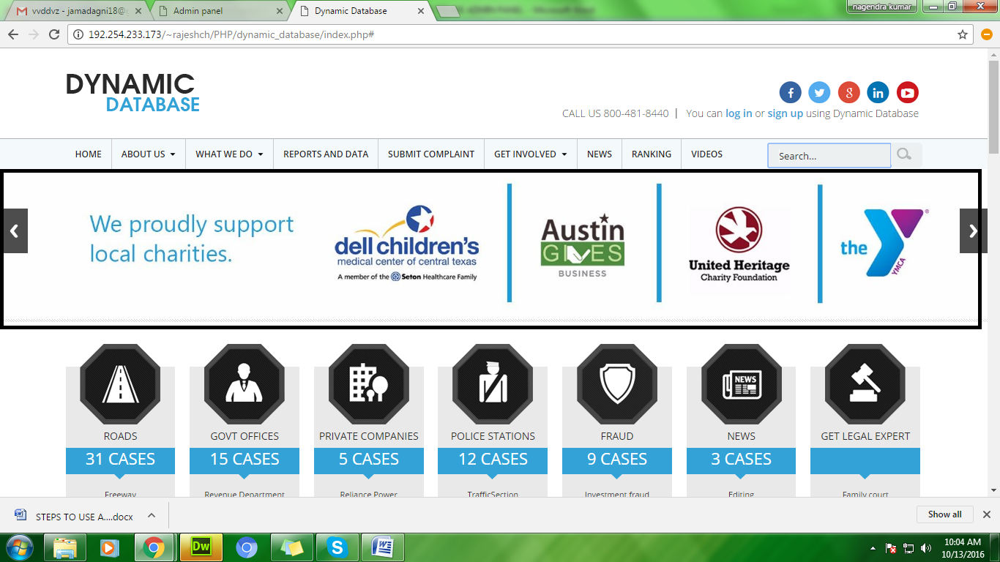 nagendra kumar
vvddvz - jamadagni18@g
Admin panel
Dynamic Database
192.254.233.173/~rajeshch/PHP/dynamic_database/index.php#
DYNAMIC
DATABASE
f
g
in
CALL US 800-481-8440 | You can log in or sign up using Dynamic Database
HOME
ABOUT US
WHAT WE DO
REPORTS AND DATA
SUBMIT COMPLAINT
GET INVOLVED
NEWS
RANKING
VIDEOS
Search...
We proudly support
local charities.
dell children's
medical center of central texas
A member of the Seton Healthcare Family
Austin
GIVES
BUSINESS
United Heritage
Charity Foundation
the
YMCA
®
NEWS
ROADS
GOVT OFFICES
PRIVATE COMPANIES
POLICE STATIONS
FRAUD
NEWS
GET LEGAL EXPERT
31 CASES
15 CASES
5 CASES
12 CASES
9 CASES
3 CASES
Freeway
Revenue Department
Reliance Power
TrafficSection
Investment fraud
Editing
Family court
STEPS TO USE A....docx
Show all
Dw
S
W
10:04 AM
10/13/2016